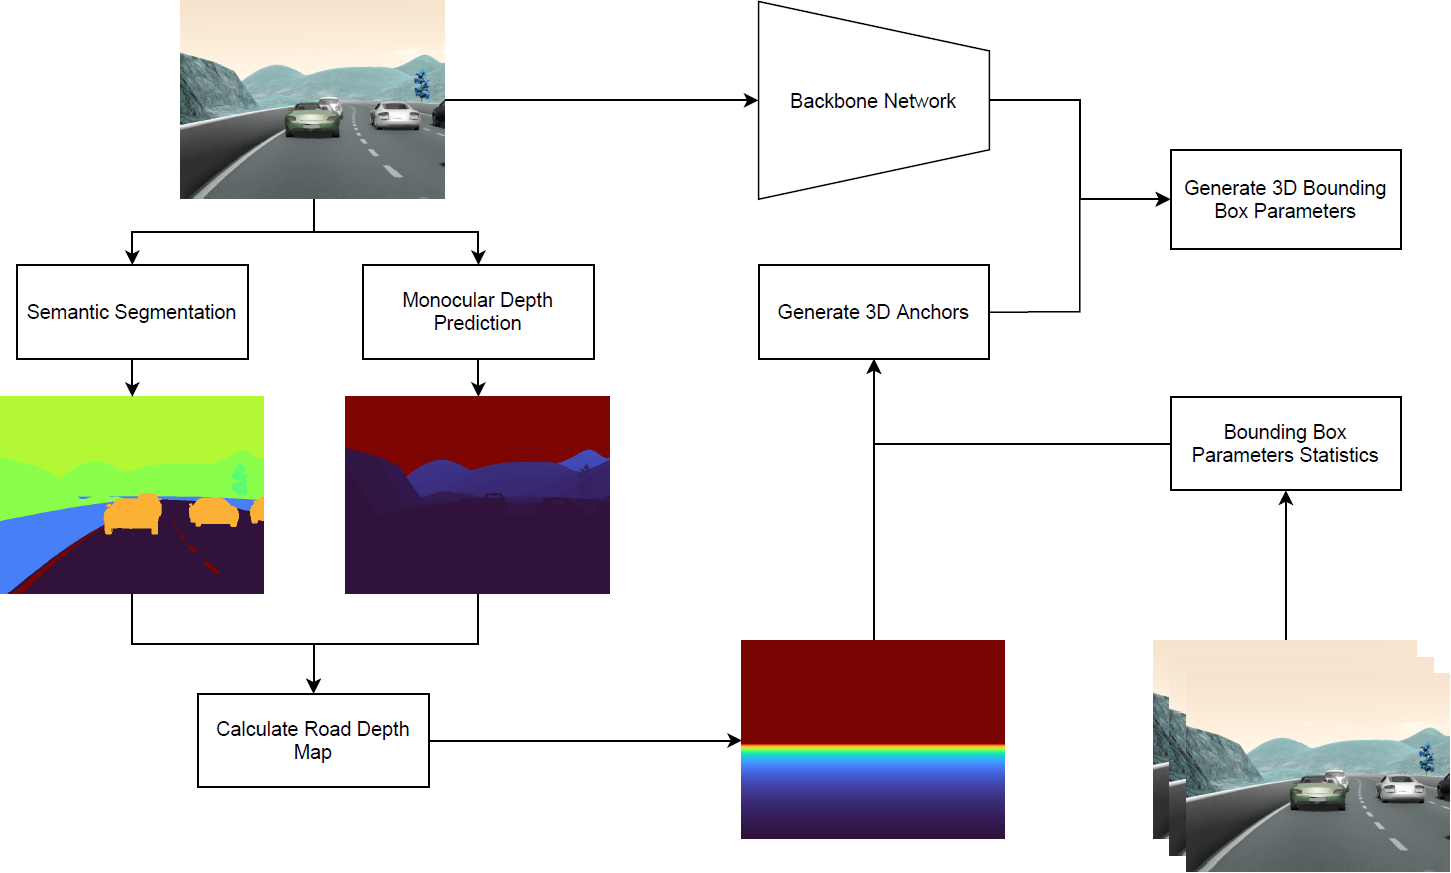 Backbone Network
Generate 3D Bounding
Box Parameters
Semantic Segmentation
Monocular Depth
Prediction
Generate 3D Anchors
Bounding Box
Parameters Statistics
Calculate Road Depth
Map